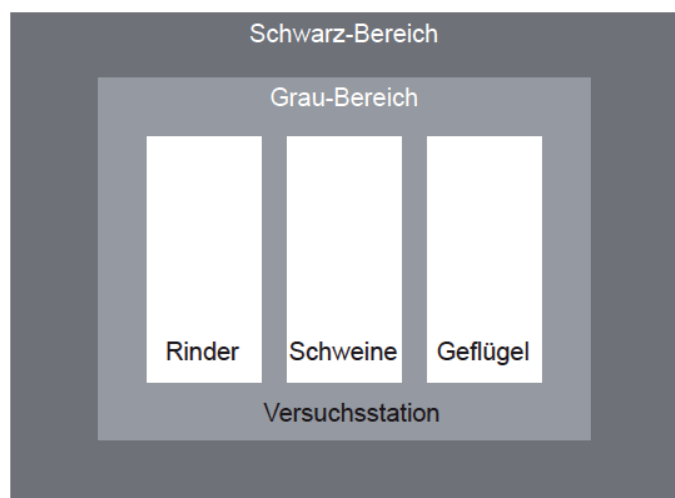 Schwarz-Bereich
Grau-Bereich
Rinder
Schweine
Geflügel
Versuchsstation